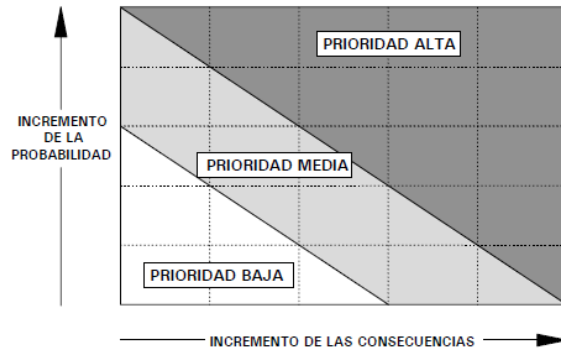 PRIORIDAD ALTA
INCREMENTO
DE LA
PROBABILIDAD
PRIORIDAD MEDIA
PRIORIDAD BAJA
INCREMENTO DE LAS CONSECUENCIAS